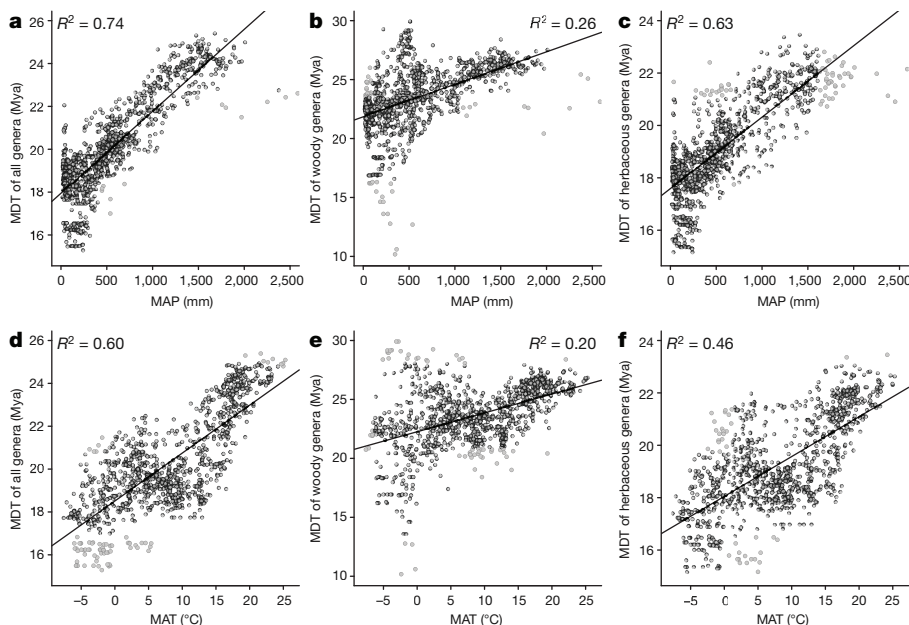 a R² = 0.74
26
24
22
20
18
16
MDT of all genera (Mya)
0 500 1,000 1,500 2,000 2,500
MAP (mm)
b R² = 0.26
30
25
20
15
10
MDT of woody genera (Mya)
0 500 1,000 1,500 2,000 2,500
MAP (mm)
c R² = 0.63
24
22
20
18
16
MDT of herbaceous genera (Mya)
0 500 1,000 1,500 2,000 2,500
MAP (mm)
d R² = 0.60
26
24
22
20
18
16
MDT of all genera (Mya)
–5 0 5 10 15 20 25
MAT (°C)
e R² = 0.20
30
25
20
15
10
MDT of woody genera (Mya)
–5 0 5 10 15 20 25
MAT (°C)
f R² = 0.46
24
22
20
18
16
MDT of herbaceous genera (Mya)
–5 0 5 10 15 20 25
MAT (°C)